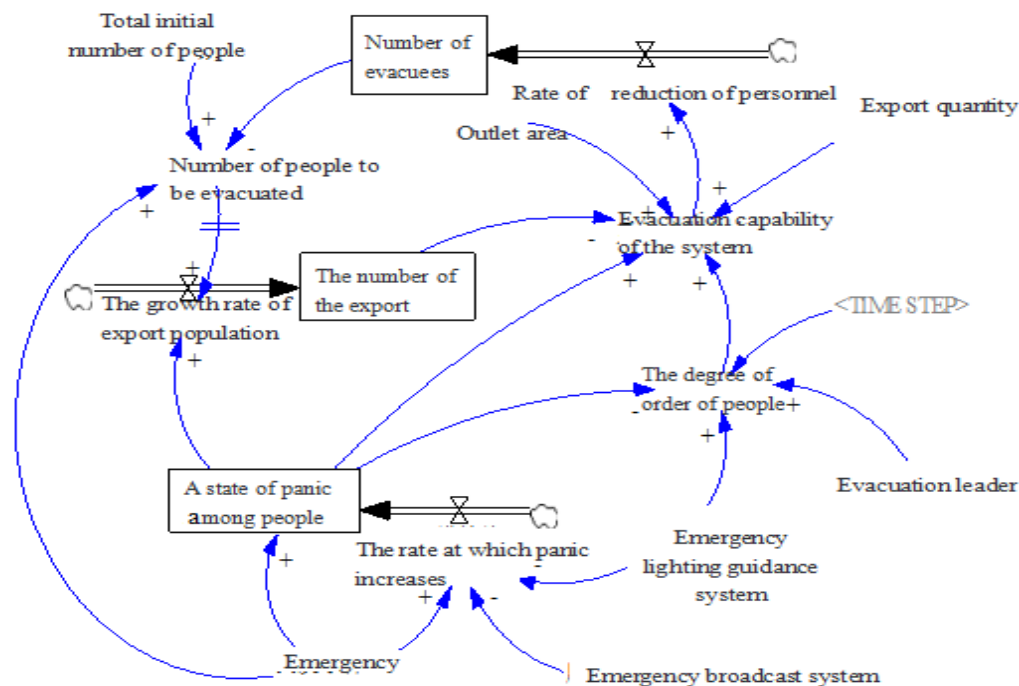 Total initial
number of people
Number of
evacuees
Rate of reduction of personnel
Export quantity
Outlet area
+
+
-
+
Number of people to
be evacuated
+
+
+
Evacuation capability
of the system
-
+
+
+
The number of
the export
The growth rate of
export population
+
<TIME STEP>
The degree of
order of people
+
-
+
Evacuation leader
A state of panic
among people
The rate at which panic
increases
-
+
+
-
Emergency
lighting guidance
system
Emergency
Emergency broadcast system